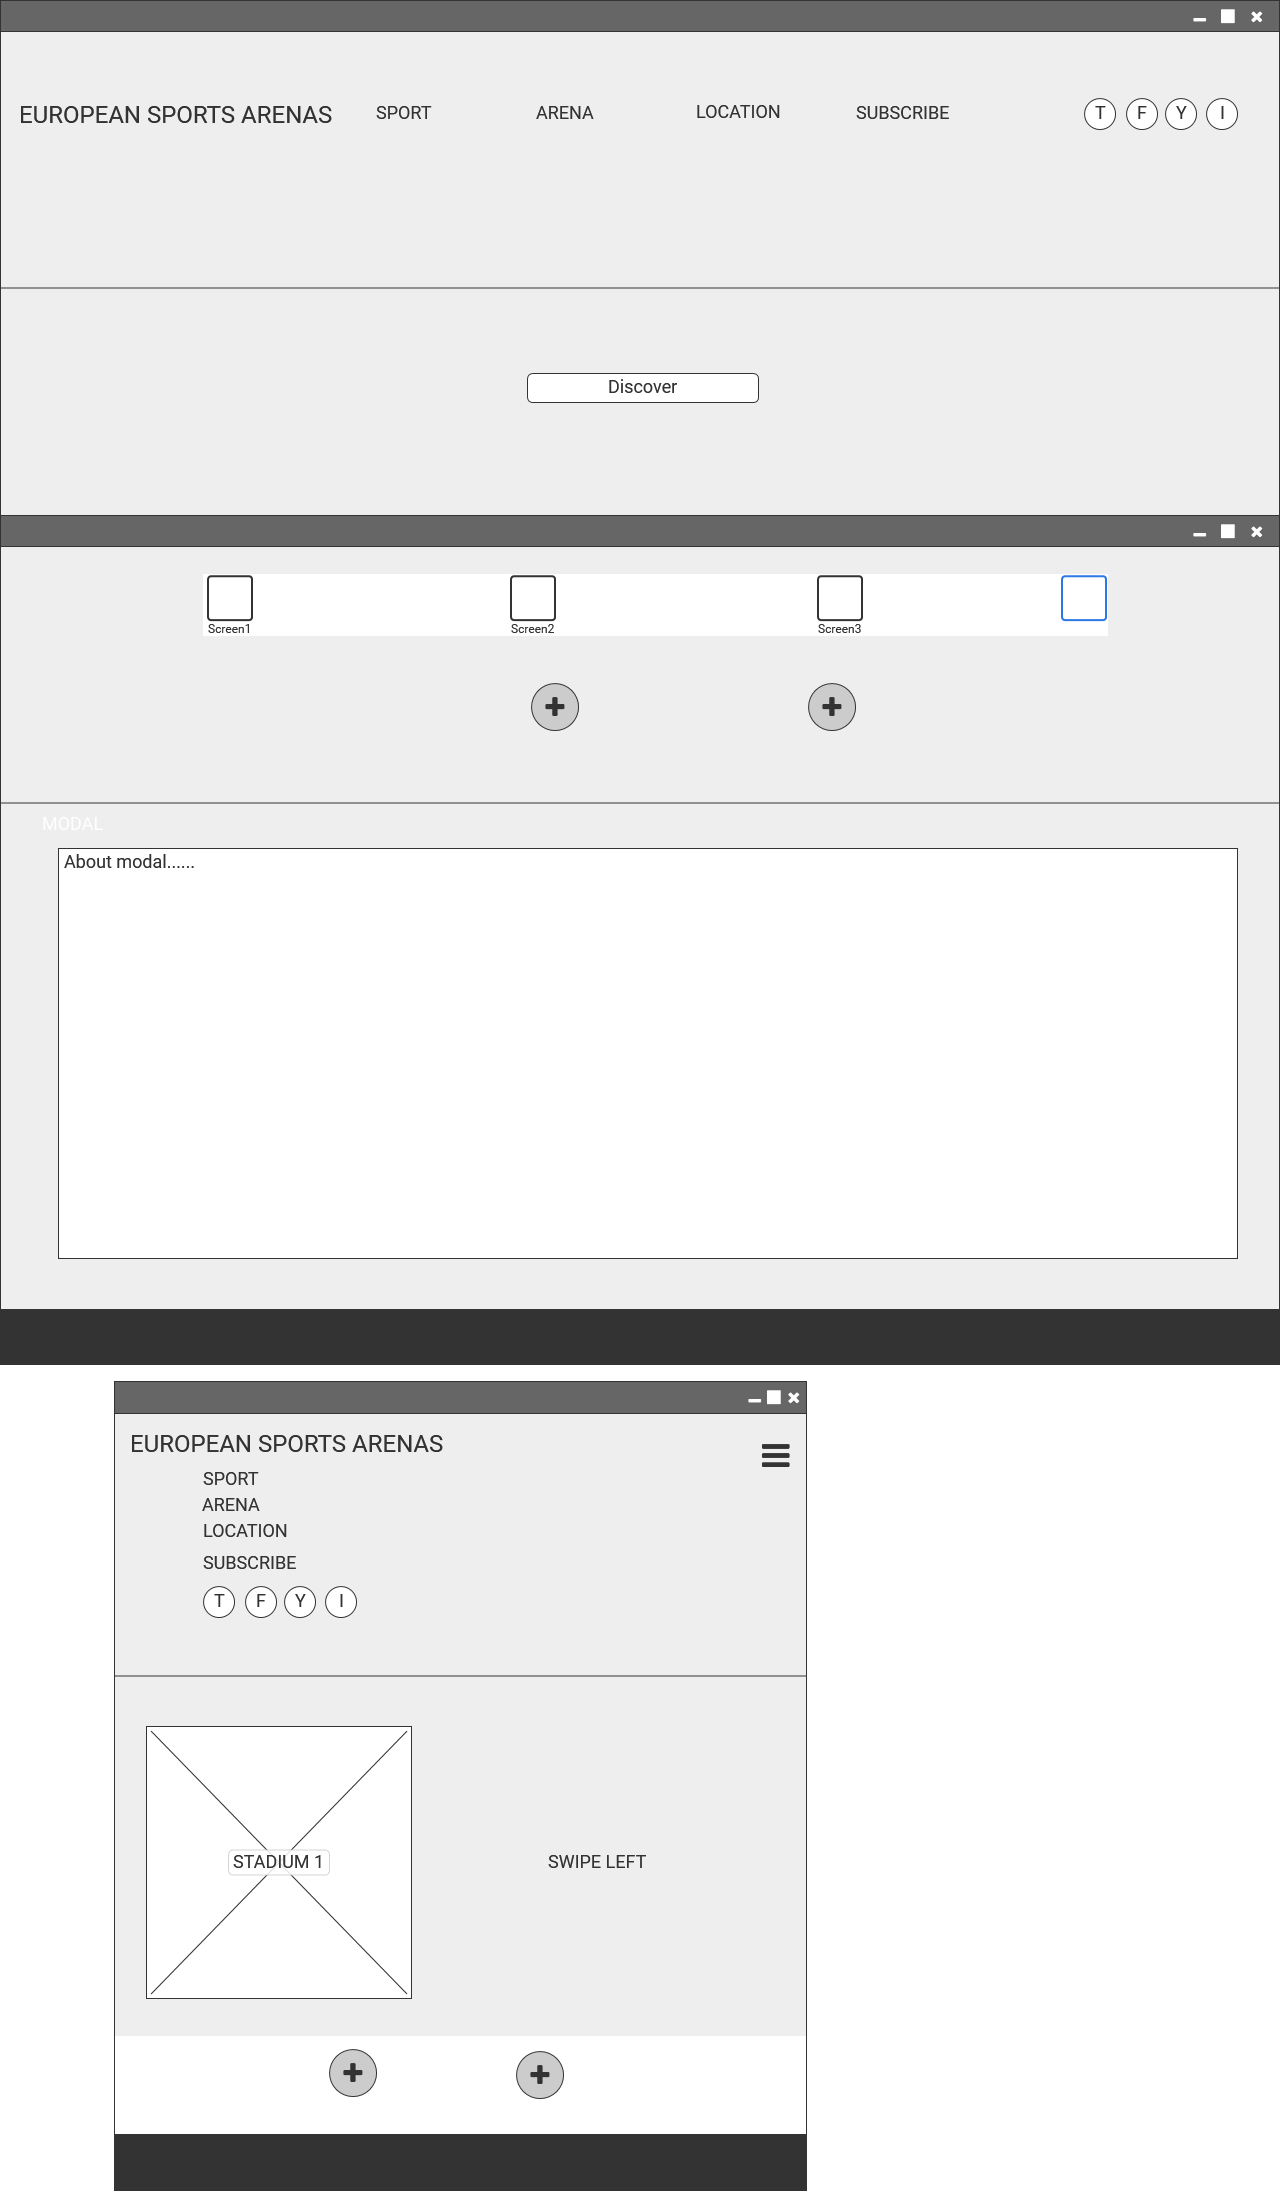 EUROPEAN SPORTS ARENAS SPORT ARENA LOCATION SUBSCRIBE T F Y I
Discover
Screen1 Screen2 Screen3
MODAL
About modal......
EUROPEAN SPORTS ARENAS
SPORT
ARENA
LOCATION
SUBSCRIBE
T F Y I
STADIUM 1 SWIPE LEFT